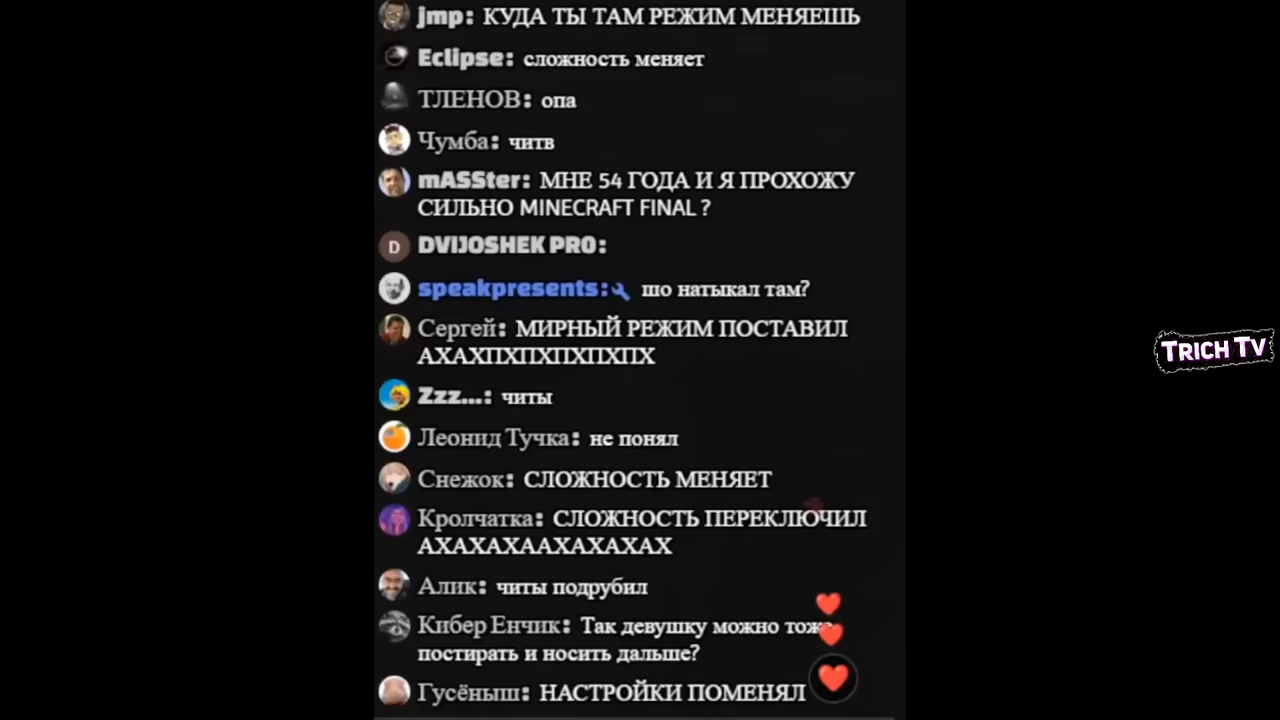 jmp: КУДА ТЫ ТАМ РЕЖИМ МЕНЯЕШЬ
Eclipse: сложность меняет
ТЛЕНОВ: опа
Чумба: читв
mASSter: МНЕ 54 ГОДА И Я ПРОХОЖУ
СИЛЬНО MINECRAFT FINAL ?
D DVIJOSHEK PRO:
speakpresents: шо натыкал там?
Сергей: МИРНЫЙ РЕЖИМ ПОСТАВИЛ
АХАХПХПХПХПХПХ
Zzz...: читы
Леонид Тучка: не понял
Снежок: СЛОЖНОСТЬ МЕНЯЕТ
Кролчатка: СЛОЖНОСТЬ ПЕРЕКЛЮЧИЛ
АХАХАХААХАХАХАХ
Алик: читы подрубил
Кибер Енчик: Так девушку можно тоже
постирать и носить дальше?
Гусёныш: НАСТРОЙКИ ПОМЕНЯЛ
TRICH TV